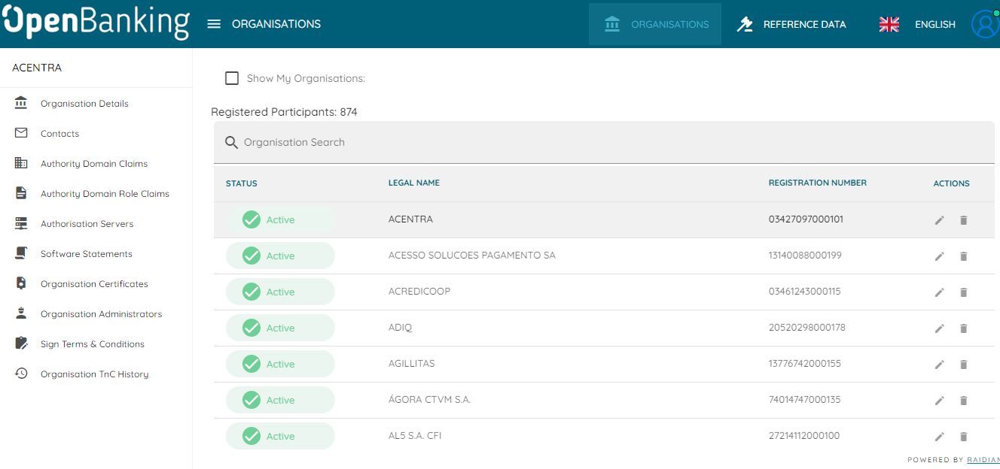 OpenBanking
ORGANISATIONS
ORGANISATIONS
REFERENCE DATA
ENGLISH
ACENTRA
Organisation Details
Contacts
Authority Domain Claims
Authority Domain Role Claims
Authorisation Servers
Software Statements
Organisation Certificates
Organisation Administrators
Sign Terms & Conditions
Organisation TnC History
Show My Organisations:
Registered Participants: 874
Organisation Search
STATUS LEGAL NAME REGISTRATION NUMBER ACTIONS
Active ACENTRA 03427097000101
Active ACESSO SOLUCOES PAGAMENTO SA 13140088000199
Active ACREDICOOP 03461243000115
Active ADIQ 20520298000178
Active AGILLITAS 13776742000155
Active ÁGORA CTVM S.A. 74014747000135
Active AL5 S.A. CFI 27214112000100
POWERED BY RAIDIAN